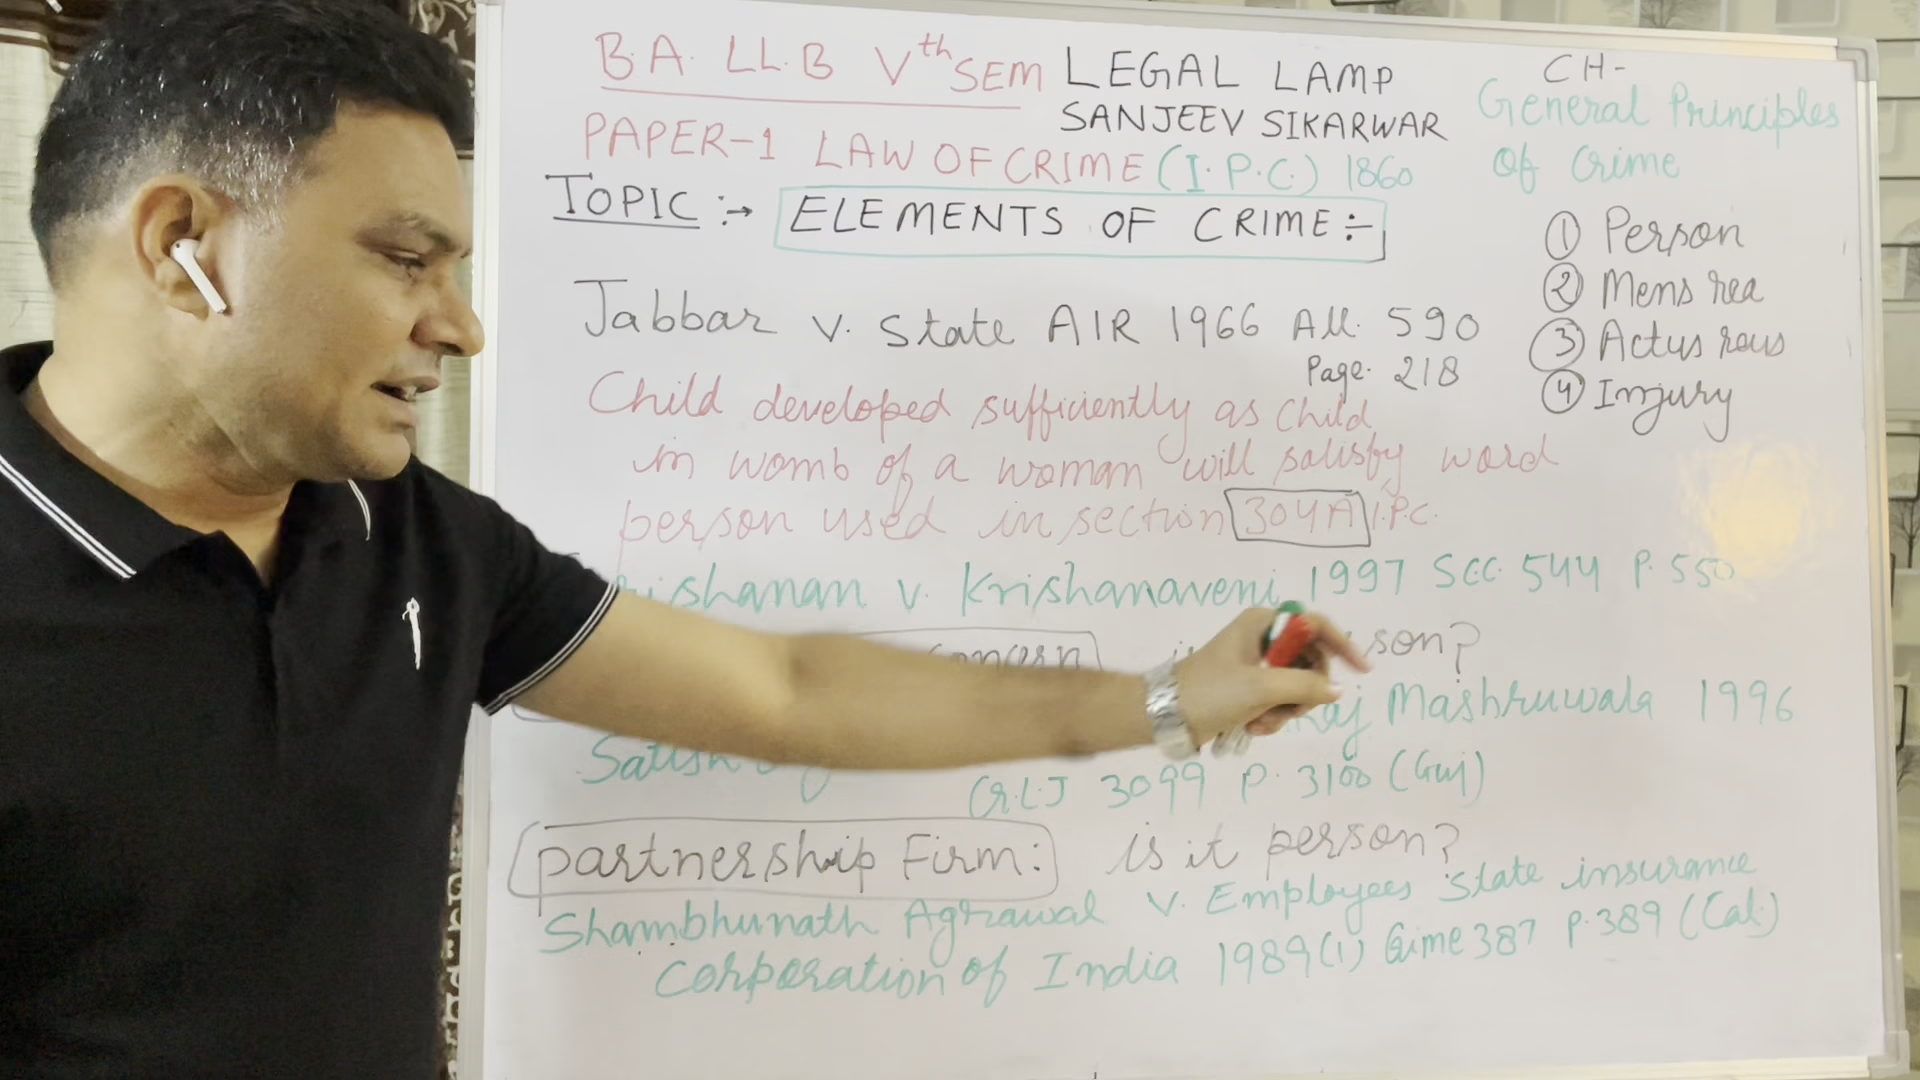 B.A. LL.B Vth SEM LEGAL LAMP
SANJEEV SIKARWAR
PAPER-1 LAW OF CRIME (I.P.C.) 1860
TOPIC :→ ELEMENTS OF CRIME :-
CH-
General Principles
of Crime
① Person
② Mens rea
③ Actus reus
④ Injury
Jabbar v. State AIR 1966 All. 590
Page. 218
Child developed sufficiently as child
in womb of a woman will satisfy word
person used in section 304A I.P.C.
v. Krishanaveni 1997 SCC 544 P. 550
concern
Mashruwala 1996
Satish
Cr.L.J 3099 P. 3100 (Guj)
partnership Firm: is it person?
Shambhunath Agrawal v. Employees State insurance
corporation of India 1989(1) Crime 387 P. 389 (Cal.)